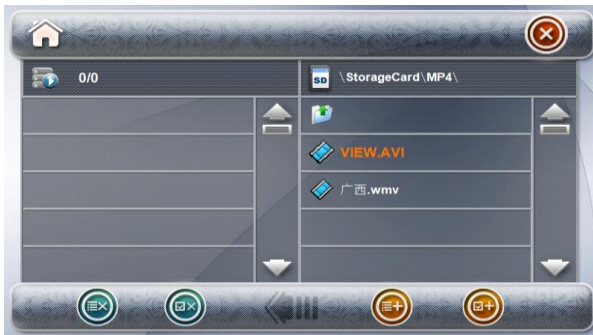 0/0
SD
\StorageCard\MP4\
VIEW.AVI
广西.wmv